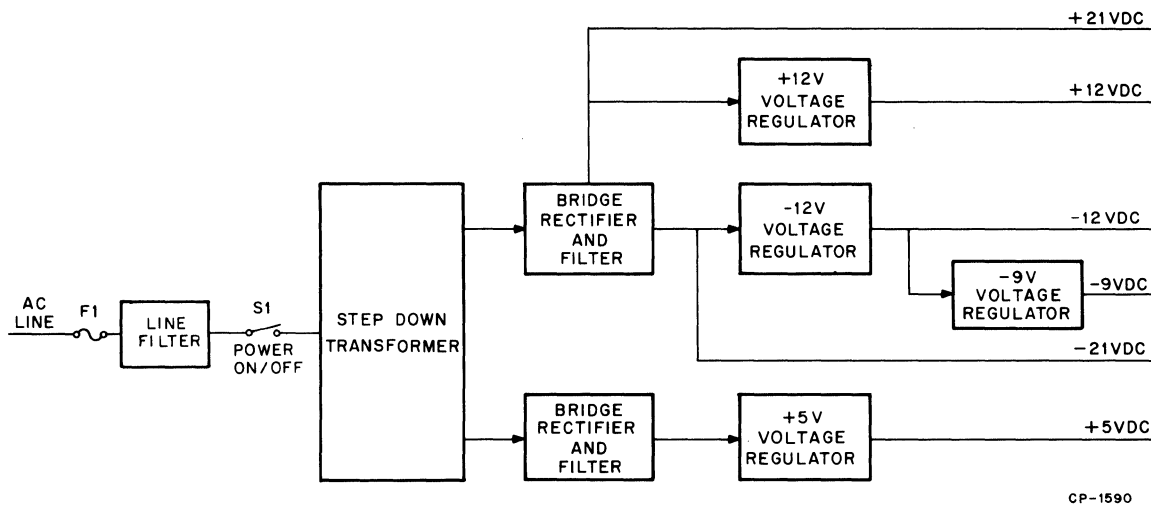 +21VDC
+12V
VOLTAGE
REGULATOR
+12VDC
BRIDGE
RECTIFIER
AND
FILTER
-12V
VOLTAGE
REGULATOR
-12VDC
-9V
VOLTAGE
REGULATOR
-9VDC
AC
LINE
F1
LINE
FILTER
S1
POWER
ON/OFF
STEP DOWN
TRANSFORMER
-21VDC
BRIDGE
RECTIFIER
AND
FILTER
+5V
VOLTAGE
REGULATOR
+5VDC
CP-1590